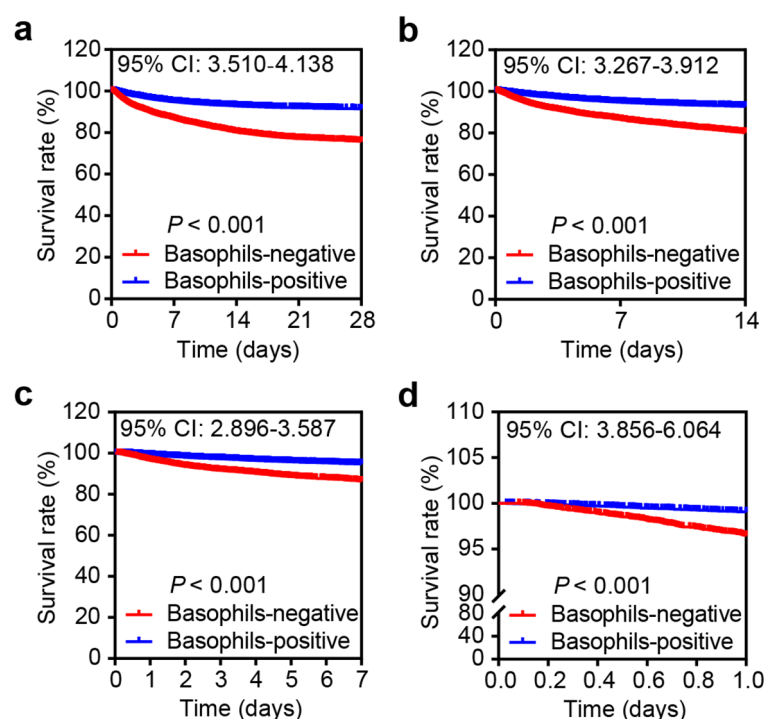 a
120
95% CI: 3.510-4.138
100
80
60
40
20
0
Survival rate (%)
P < 0.001
Basophils-negative
Basophils-positive
0 7 14 21 28
Time (days)
b
120
95% CI: 3.267-3.912
100
80
60
40
20
0
Survival rate (%)
P < 0.001
Basophils-negative
Basophils-positive
0 7 14
Time (days)
c
120
95% CI: 2.896-3.587
100
80
60
40
20
0
Survival rate (%)
P < 0.001
Basophils-negative
Basophils-positive
0 1 2 3 4 5 6 7
Time (days)
d
110
95% CI: 3.856-6.064
105
100
95
90
80
40
0
Survival rate (%)
P < 0.001
Basophils-negative
Basophils-positive
0.0 0.2 0.4 0.6 0.8 1.0
Time (days)